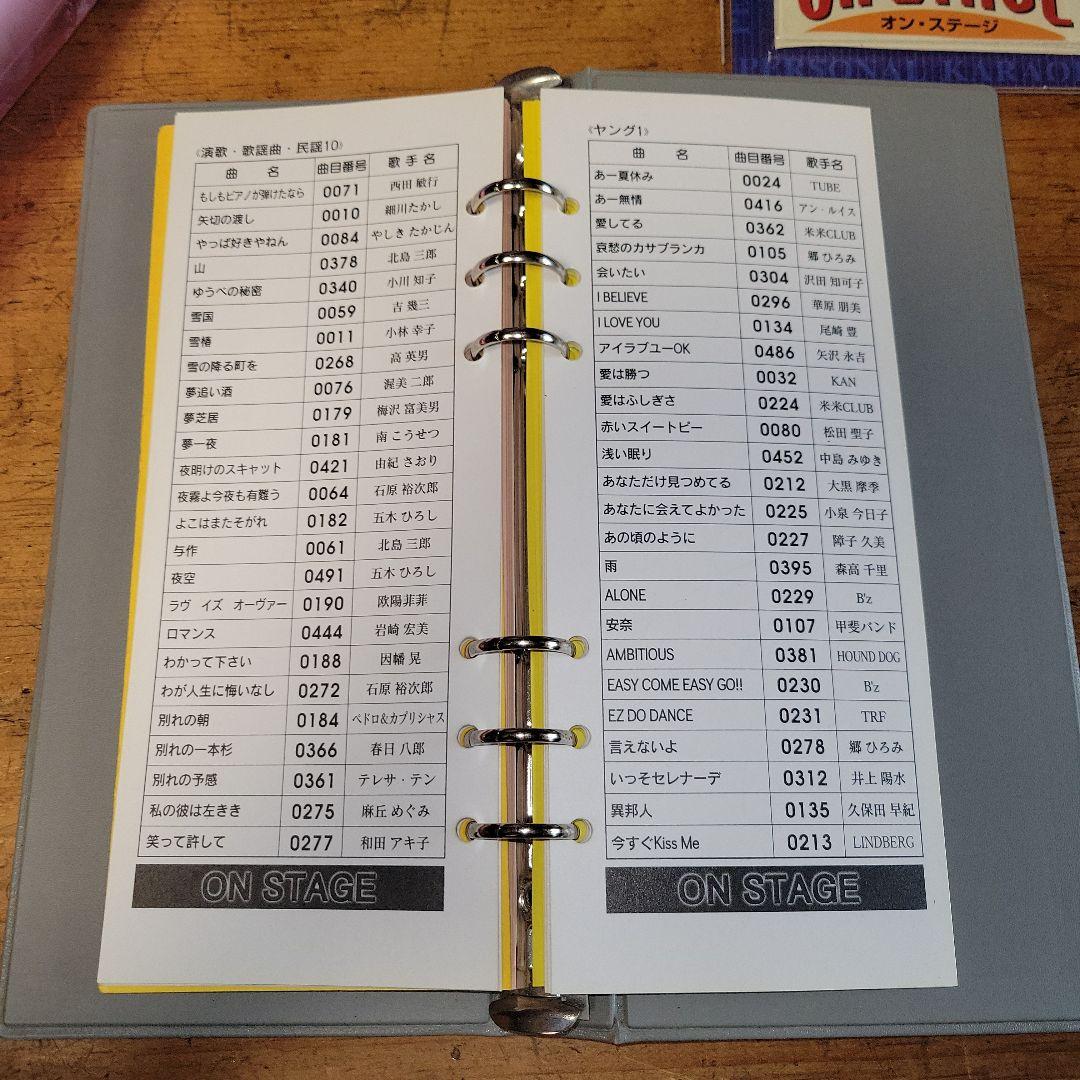 オン・ステージ
PERSONAL KARAO
《演歌・歌謡曲・民謡10》
曲 名 曲目番号 歌手名
もしもピアノが弾けたなら 0071 西田 敏行
矢切の渡し 0010 細川たかし
やっぱ好きやねん 0084 やしき たかじん
山 0378 北島 三郎
ゆうべの秘密 0340 小川 知子
雪国 0059 吉 幾三
雪椿 0011 小林 幸子
雪の降る町を 0268 高 英男
夢追い酒 0076 渥美 二郎
夢芝居 0179 梅沢 富美男
夢一夜 0181 南 こうせつ
夜明けのスキャット 0421 由紀 さおり
夜霧よ今夜も有難う 0064 石原 裕次郎
よこはまたそがれ 0182 五木 ひろし
与作 0061 北島 三郎
夜空 0491 五木 ひろし
ラヴ イズ オーヴァー 0190 欧陽菲菲
ロマンス 0444 岩崎 宏美
わかって下さい 0188 因幡 晃
わが人生に悔いなし 0272 石原 裕次郎
別れの朝 0184 ペドロ&カプリシャス
別れの一本杉 0366 春日 八郎
別れの予感 0361 テレサ・テン
私の彼は左きき 0275 麻丘 めぐみ
笑って許して 0277 和田 アキ子
ON STAGE
《ヤング1》
曲 名 曲目番号 歌手名
あー夏休み 0024 TUBE
あー無情 0416 アン・ルイス
愛してる 0362 米米CLUB
哀愁のカサブランカ 0105 郷 ひろみ
会いたい 0304 沢田 知可子
I BELIEVE 0296 華原 朋美
I LOVE YOU 0134 尾崎 豊
アイラブユーOK 0486 矢沢 永吉
愛は勝つ 0032 KAN
愛はふしぎさ 0224 米米CLUB
赤いスイートピー 0080 松田 聖子
浅い眠り 0452 中島 みゆき
あなただけ見つめてる 0212 大黒 摩季
あなたに会えてよかった 0225 小泉 今日子
あの頃のように 0227 障子 久美
雨 0395 森高 千里
ALONE 0229 B'z
安奈 0107 甲斐バンド
AMBITIOUS 0381 HOUND DOG
EASY COME EASY GO!! 0230 B'z
EZ DO DANCE 0231 TRF
言えないよ 0278 郷 ひろみ
いっそセレナーデ 0312 井上 陽水
異邦人 0135 久保田 早紀
今すぐKiss Me 0213 LINDBERG
ON STAGE